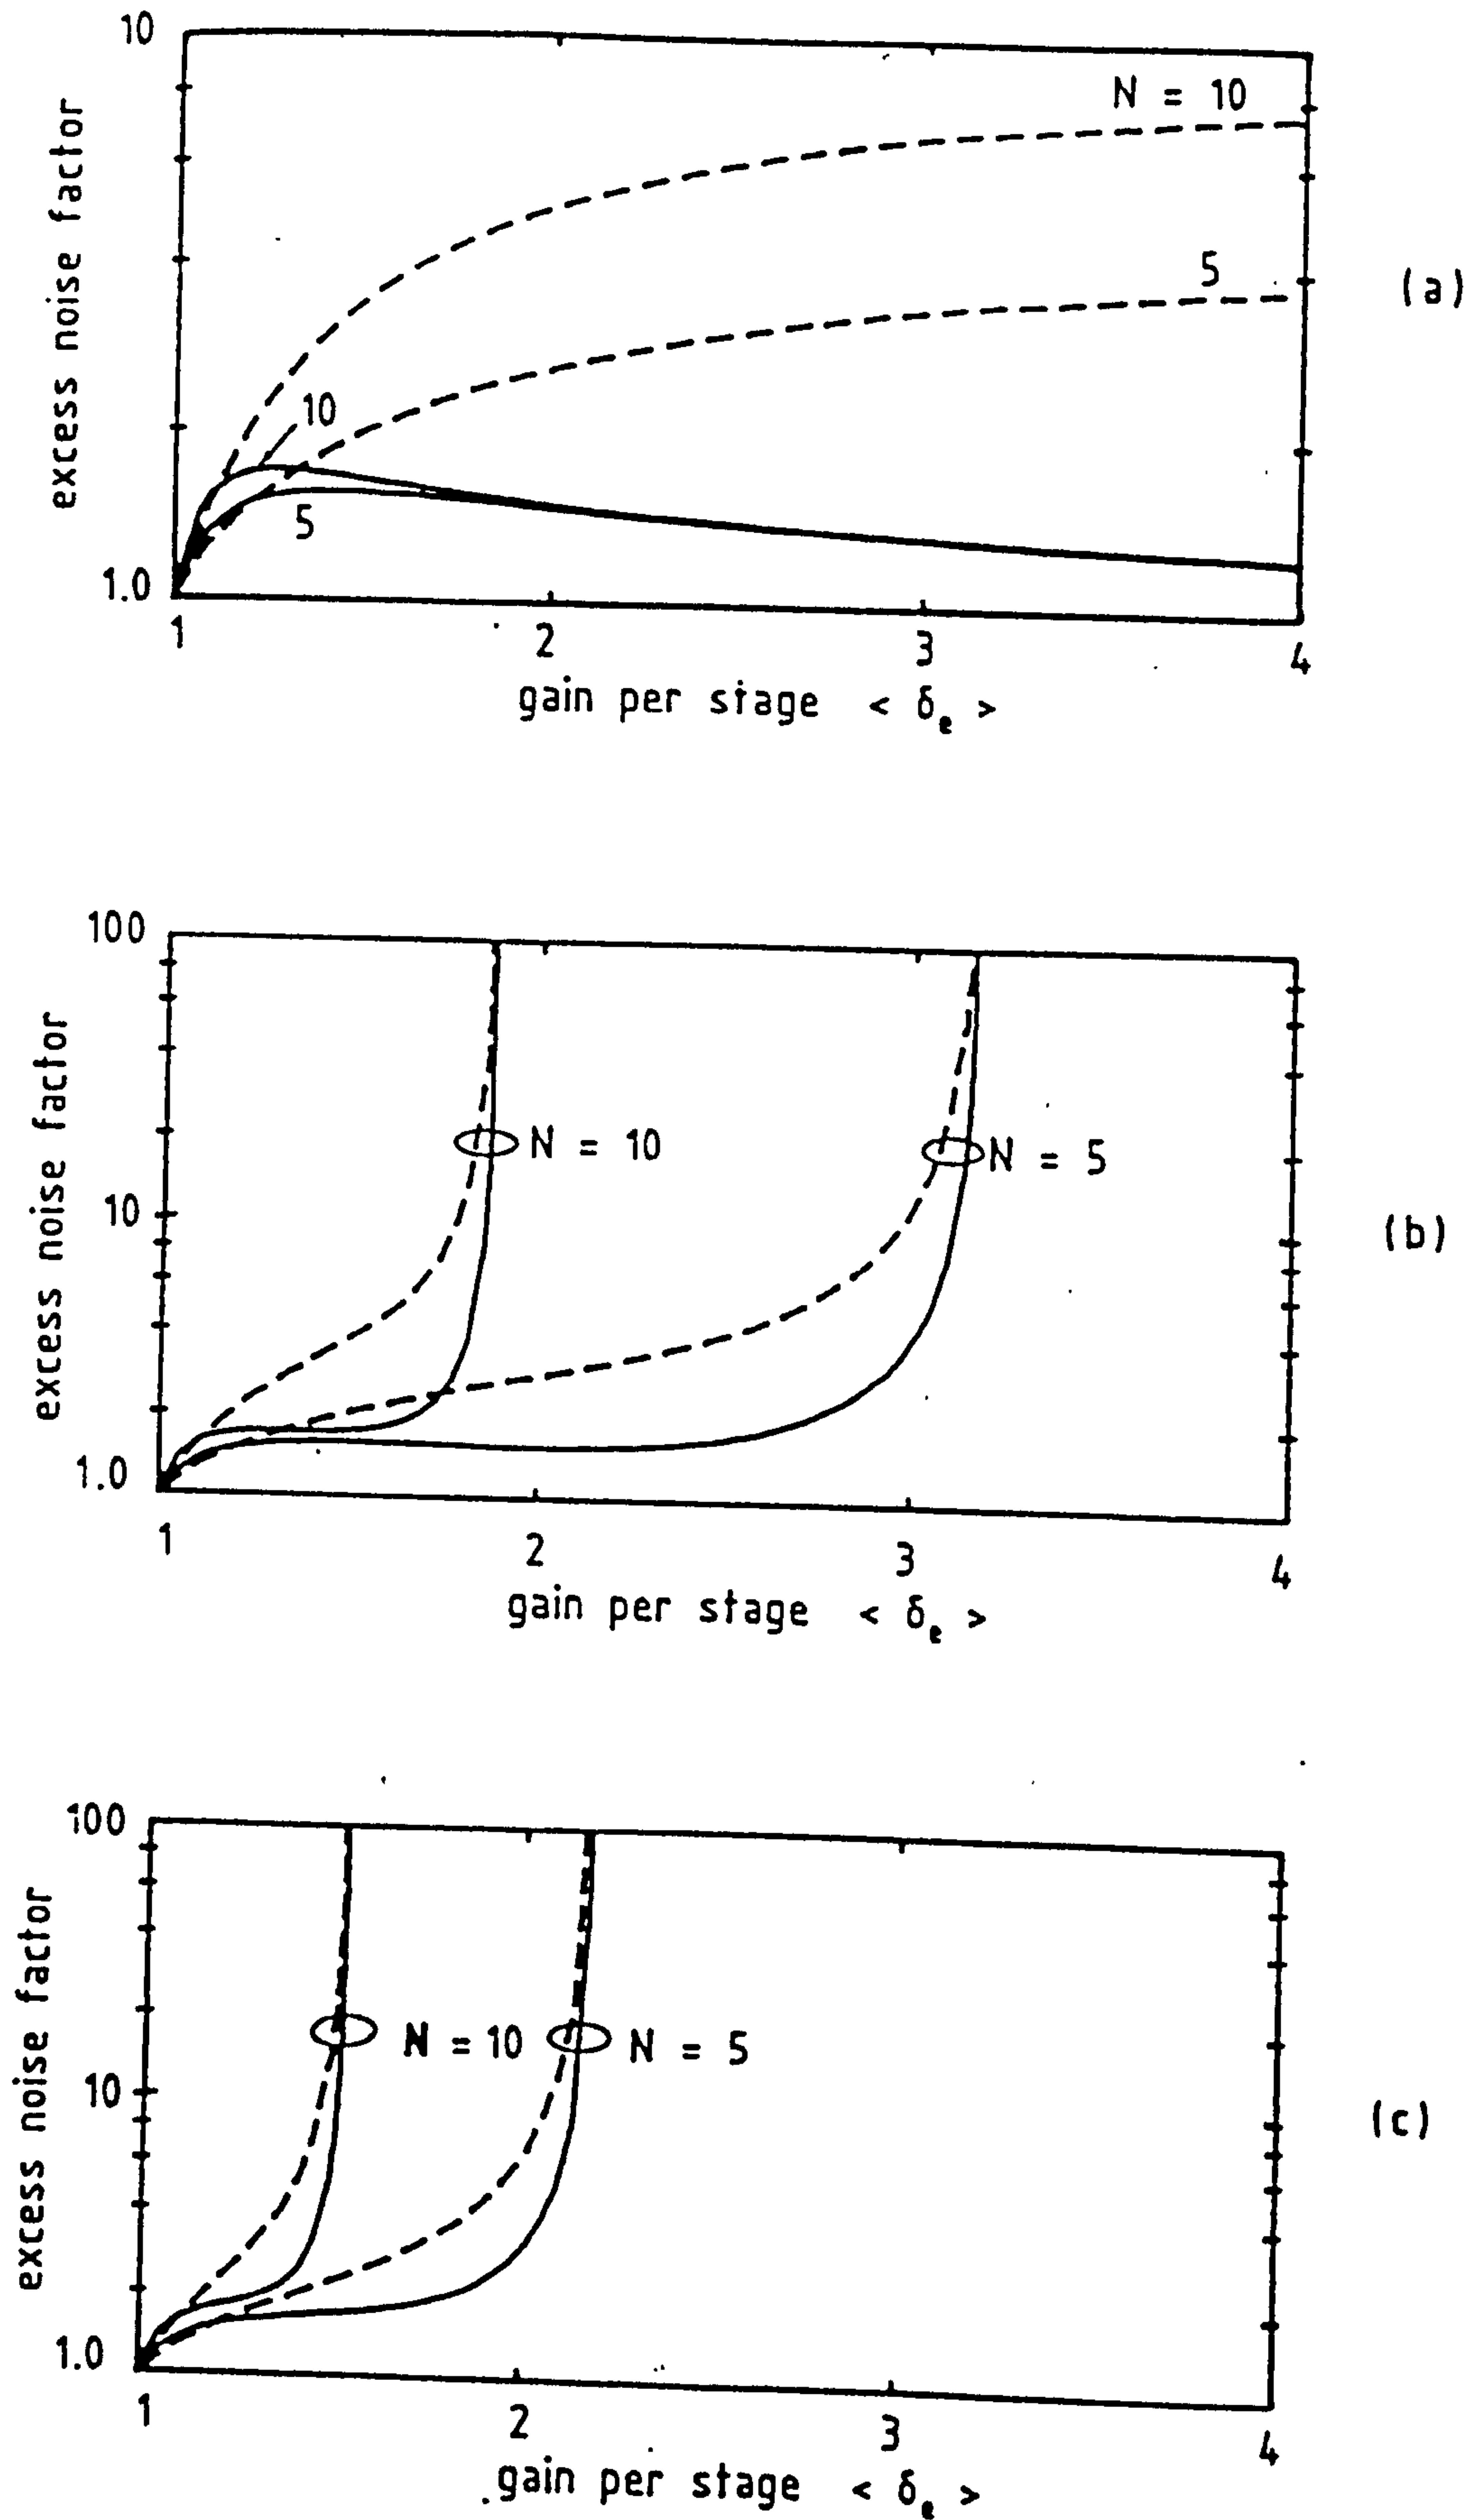 10
excess noise factor
N = 10
5
(a)
10
5
1.0
1
2
3
4
gain per stage < δe >
100
excess noise factor
N = 10
N = 5
10
(b)
1.0
1
2
3
4
gain per stage < δe >
100
excess noise factor
N = 10
N = 5
10
(c)
1.0
1
2
3
4
gain per stage < δe >